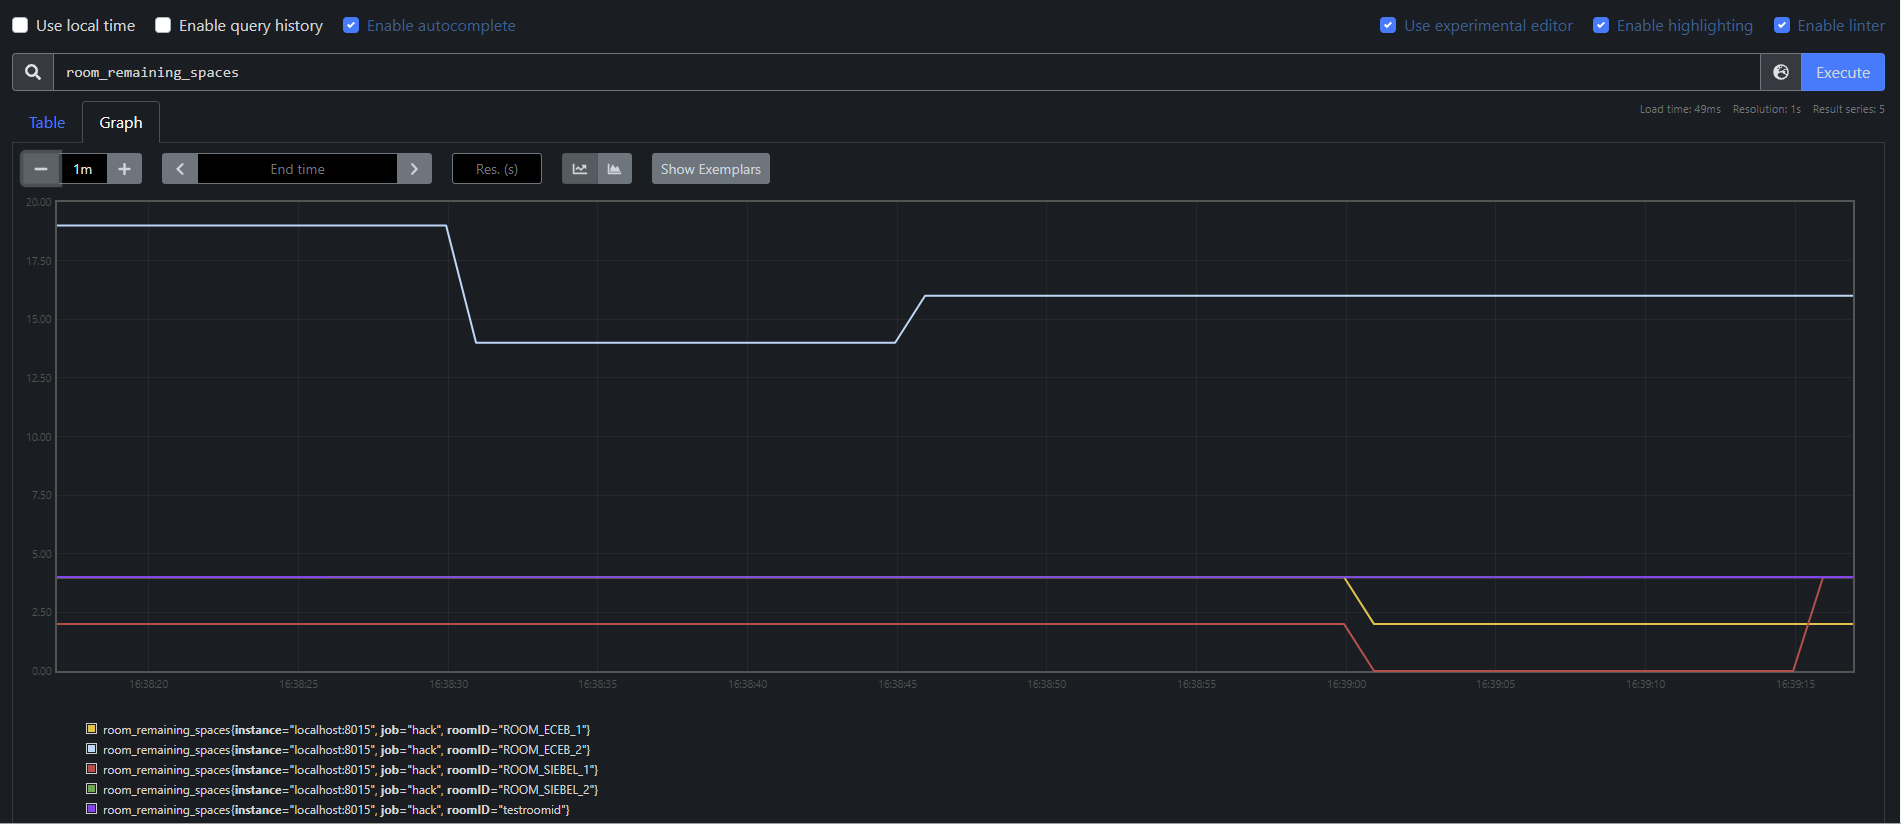 Use local time Enable query history Enable autocomplete Use experimental editor Enable highlighting Enable linter
room_remaining_spaces Execute
Load time: 49ms Resolution: 1s Result series: 5
Table Graph
1m End time Res. (s) Show Exemplars
20.00
17.50
15.00
12.50
10.00
7.50
5.00
2.50
0.00
16:38:20 16:38:25 16:38:30 16:38:35 16:38:40 16:38:45 16:38:50 16:38:55 16:39:00 16:39:05 16:39:10 16:39:15
room_remaining_spaces{instance="localhost:8015", job="hack", roomID="ROOM_ECEB_1"}
room_remaining_spaces{instance="localhost:8015", job="hack", roomID="ROOM_ECEB_2"}
room_remaining_spaces{instance="localhost:8015", job="hack", roomID="ROOM_SIEBEL_1"}
room_remaining_spaces{instance="localhost:8015", job="hack", roomID="ROOM_SIEBEL_2"}
room_remaining_spaces{instance="localhost:8015", job="hack", roomID="testroomid"}